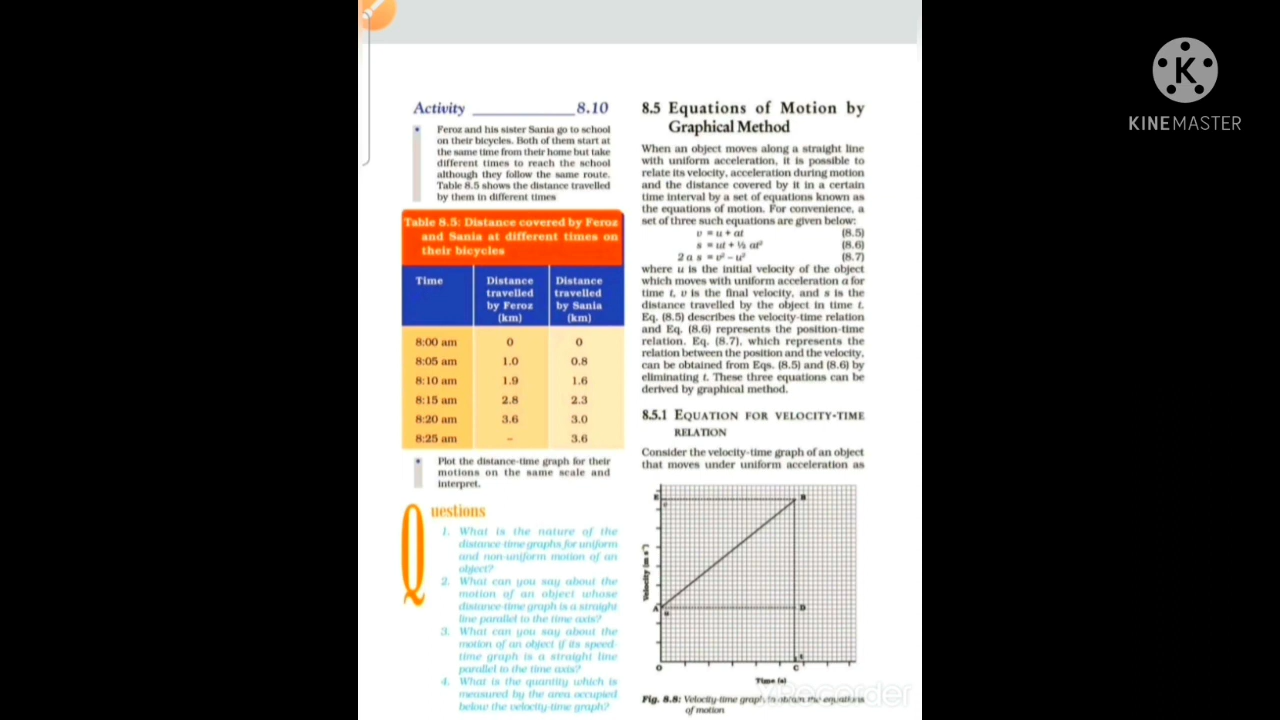 Activity ____________8.10
Feroz and his sister Sania go to school
on their bicycles. Both of them start at
the same time from their home but take
different times to reach the school
although they follow the same route.
Table 8.5 shows the distance travelled
by them in different times
Table 8.5: Distance covered by Feroz
and Sania at different times on
their bicycles
Time Distance travelled by Feroz (km) Distance travelled by Sania (km)
8:00 am 0 0
8:05 am 1.0 0.8
8:10 am 1.9 1.6
8:15 am 2.8 2.3
8:20 am 3.6 3.0
8:25 am – 3.6
Plot the distance-time graph for their
motions on the same scale and
interpret.
Questions
1. What is the nature of the
distance-time graphs for uniform
and non-uniform motion of an
object?
2. What can you say about the
motion of an object whose
distance-time graph is a straight
line parallel to the time axis?
3. What can you say about the
motion of an object if its speed-
time graph is a straight line
parallel to the time axis?
4. What is the quantity which is
measured by the area occupied
below the velocity-time graph?
8.5 Equations of Motion by
Graphical Method
When an object moves along a straight line
with uniform acceleration, it is possible to
relate its velocity, acceleration during motion
and the distance covered by it in a certain
time interval by a set of equations known as
the equations of motion. For convenience, a
set of three such equations are given below:
v = u + at (8.5)
s = ut + ½ at² (8.6)
2 a s = v² – u² (8.7)
where u is the initial velocity of the object
which moves with uniform acceleration a for
time t, v is the final velocity, and s is the
distance travelled by the object in time t.
Eq. (8.5) describes the velocity-time relation
and Eq. (8.6) represents the position-time
relation. Eq. (8.7), which represents the
relation between the position and the velocity,
can be obtained from Eqs. (8.5) and (8.6) by
eliminating t. These three equations can be
derived by graphical method.
8.5.1 EQUATION FOR VELOCITY-TIME
RELATION
Consider the velocity-time graph of an object
that moves under uniform acceleration as
E B
Velocity (m s⁻¹)
A u D
O C
Time (s)
Fig. 8.8: Velocity-time graph to obtain the equations
of motion
K
KINEMASTER
XRecorder